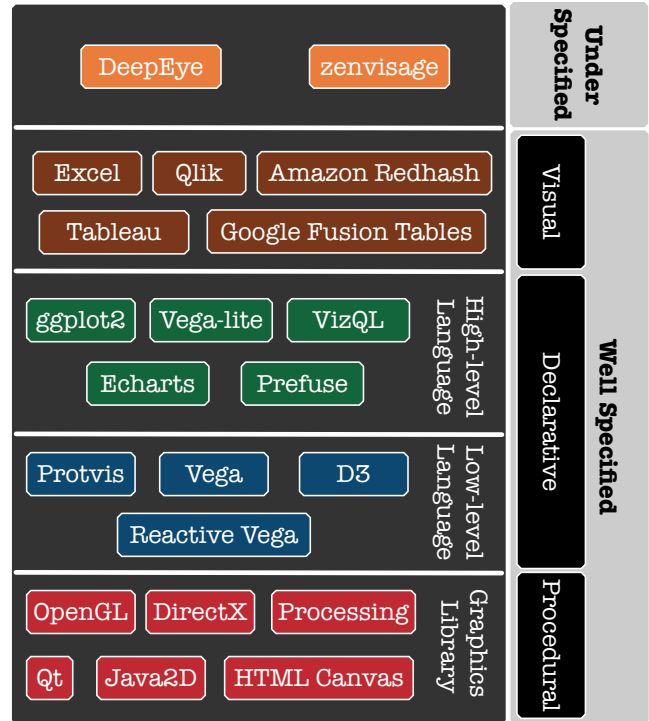 DeepEye
zenvisage
Under
Specified
Excel
Qlik
Amazon Redhash
Tableau
Google Fusion Tables
Visual
ggplot2
Vega-lite
VizQL
Echarts
Prefuse
High-level
Language
Declarative
Well Specified
Protvis
Vega
D3
Reactive Vega
Low-level
Language
OpenGL
DirectX
Processing
Qt
Java2D
HTML Canvas
Graphics
Library
Procedural